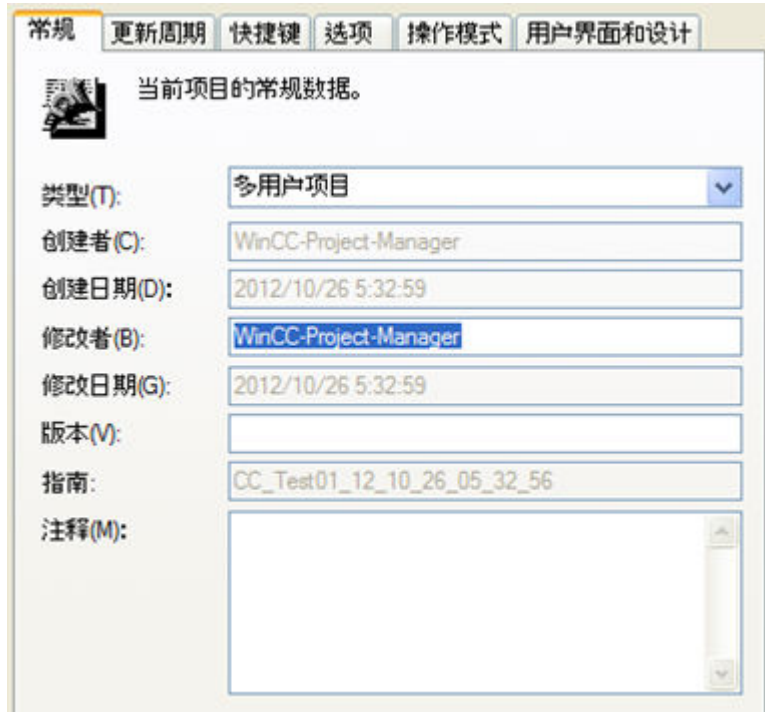 常规 更新周期 快捷键 选项 操作模式 用户界面和设计
当前项目的常规数据。
类型(T): 多用户项目
创建者(C): WinCC-Project-Manager
创建日期(D): 2012/10/26 5:32:59
修改者(B): WinCC-Project-Manager
修改日期(G): 2012/10/26 5:32:59
版本(V):
指南: CC_Test01_12_10_26_05_32_56
注释(M):